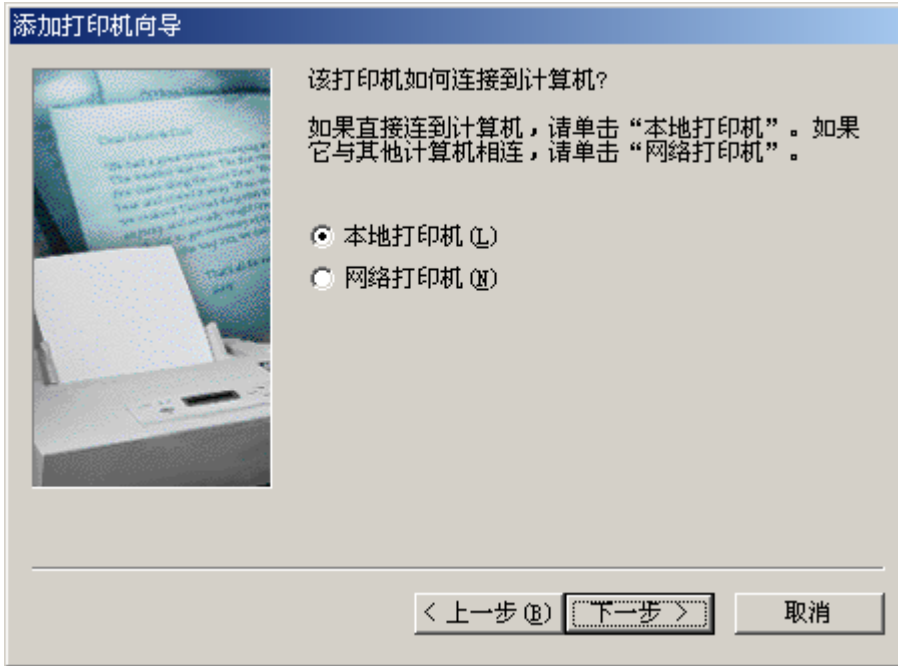 添加打印机向导
该打印机如何连接到计算机?
如果直接连到计算机，请单击“本地打印机”。如果
它与其他计算机相连，请单击“网络打印机”。
本地打印机(L)
网络打印机(N)
< 上一步(B)
下一步 >
取消